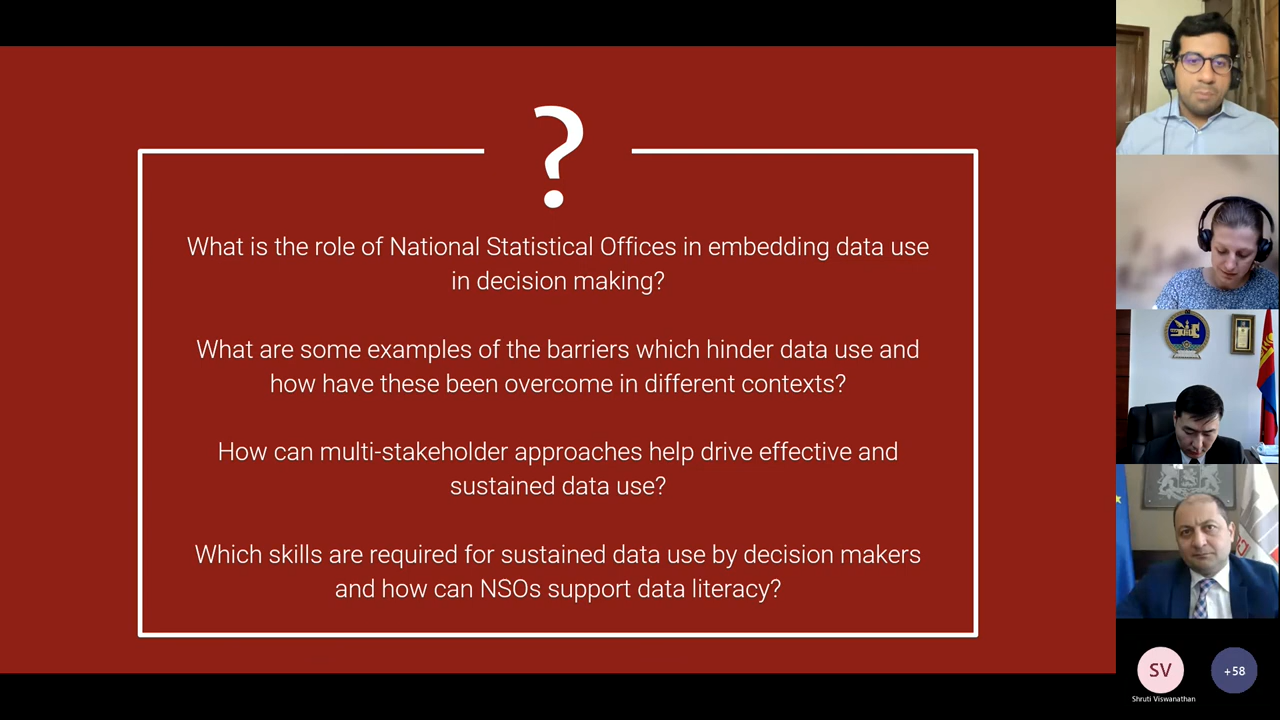 ?
What is the role of National Statistical Offices in embedding data use
in decision making?
What are some examples of the barriers which hinder data use and
how have these been overcome in different contexts?
How can multi-stakeholder approaches help drive effective and
sustained data use?
Which skills are required for sustained data use by decision makers
and how can NSOs support data literacy?
SV
+58
Shruti Viswanathan